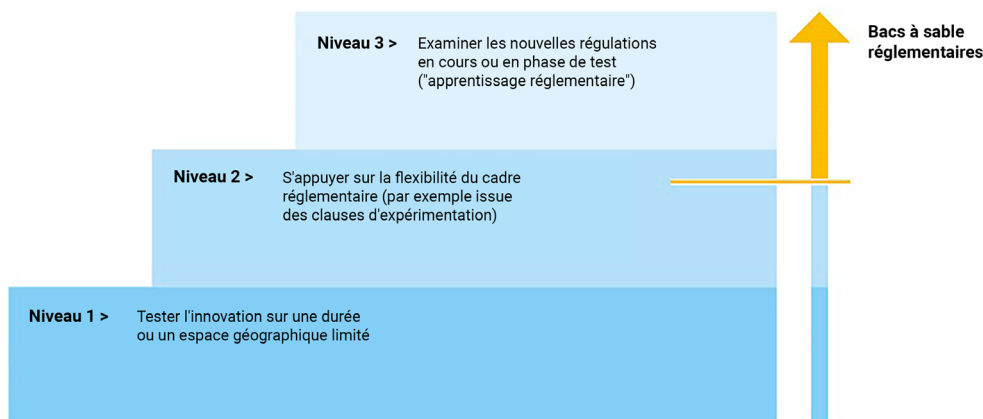 Niveau 3 > Examiner les nouvelles régulations
en cours ou en phase de test
("apprentissage réglementaire")
Bacs à sable
réglementaires
Niveau 2 > S'appuyer sur la flexibilité du cadre
réglementaire (par exemple issue
des clauses d'expérimentation)
Niveau 1 > Tester l'innovation sur une durée
ou un espace géographique limité